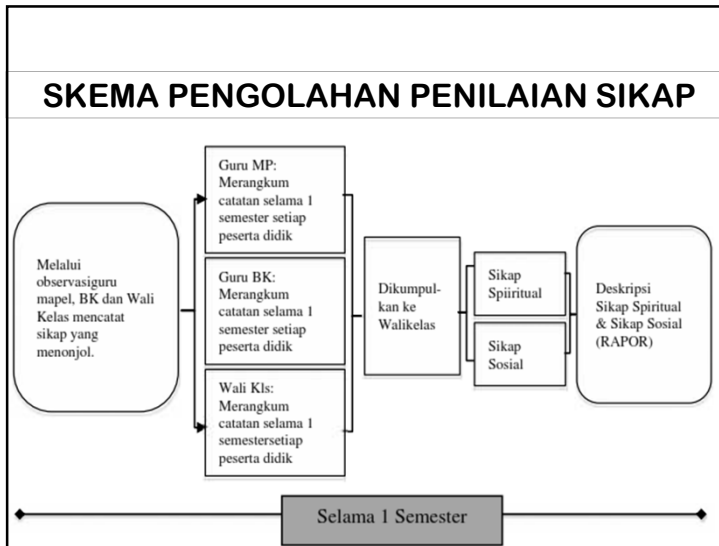 SKEMA PENGOLAHAN PENILAIAN SIKAP
Melalui
observasiguru
mapel, BK dan Wali
Kelas mencatat
sikap yang
menonjol.
Guru MP:
Merangkum
catatan selama 1
semester setiap
peserta didik
Guru BK:
Merangkum
catatan selama 1
semester setiap
peserta didik
Wali Kls:
Merangkum
catatan selama 1
semestersetiap
peserta didik
Dikumpul-
kan ke
Walikelas
Sikap
Spiiritual
Sikap
Sosial
Deskripsi
Sikap Spiritual
& Sikap Sosial
(RAPOR)
Selama 1 Semester